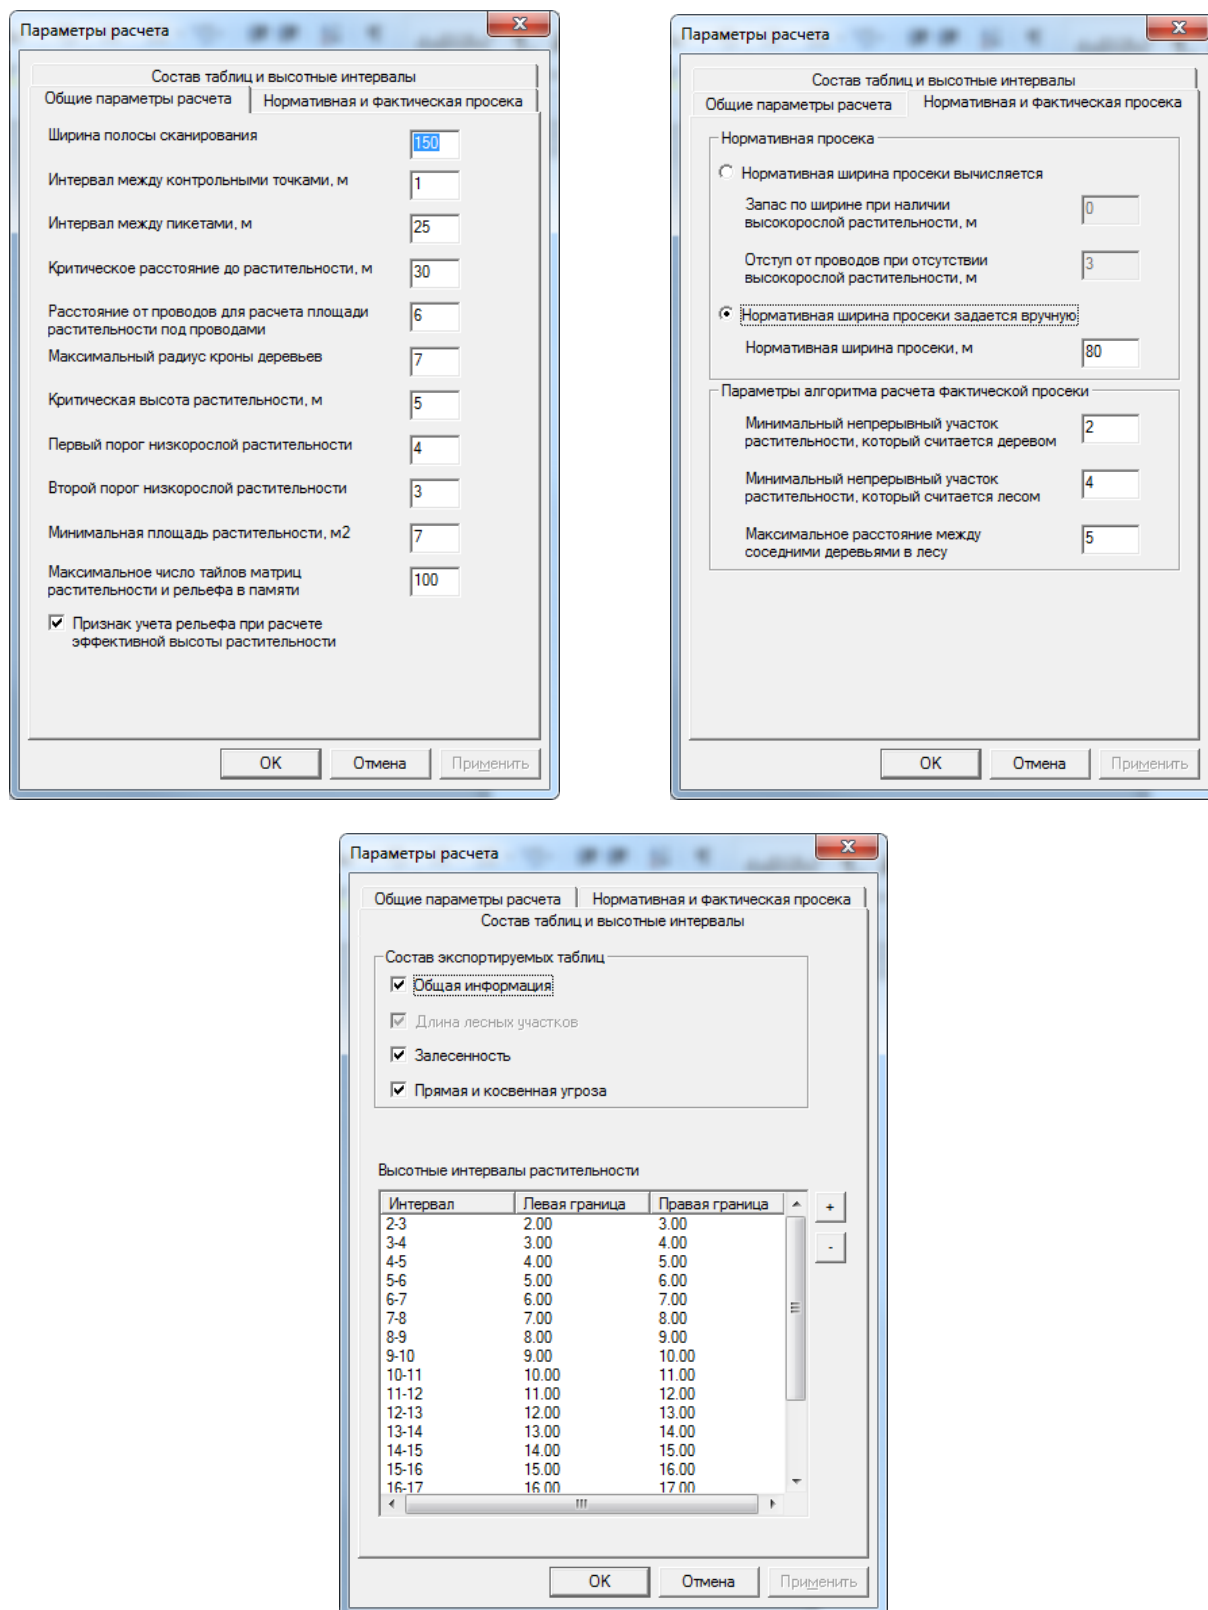 Параметры расчета
Состав таблиц и высотные интервалы
Общие параметры расчета
Нормативная и фактическая просека
Ширина полосы сканирования
150
Интервал между контрольными точками, м
1
Интервал между пикетами, м
25
Критическое расстояние до растительности, м
30
Расстояние от проводов для расчета площади
растительности под проводами
6
Максимальный радиус кроны деревьев
7
Критическая высота растительности, м
5
Первый порог низкорослой растительности
4
Второй порог низкорослой растительности
3
Минимальная площадь растительности, м2
7
Максимальное число тайлов матриц
растительности и рельефа в памяти
100
Признак учета рельефа при расчете
эффективной высоты растительности
OK
Отмена
Применить
Параметры расчета
Состав таблиц и высотные интервалы
Общие параметры расчета
Нормативная и фактическая просека
Нормативная просека
Нормативная ширина просеки вычисляется
Запас по ширине при наличии
высокорослой растительности, м
0
Отступ от проводов при отсутствии
высокорослой растительности, м
3
Нормативная ширина просеки задается вручную
Нормативная ширина просеки, м
80
Параметры алгоритма расчета фактической просеки
Минимальный непрерывный участок
растительности, который считается деревом
2
Минимальный непрерывный участок
растительности, который считается лесом
4
Максимальное расстояние между
соседними деревьями в лесу
5
OK
Отмена
Применить
Параметры расчета
Общие параметры расчета
Нормативная и фактическая просека
Состав таблиц и высотные интервалы
Состав экспортируемых таблиц
Общая информация
Длина лесных участков
Залесенность
Прямая и косвенная угроза
Высотные интервалы растительности
Интервал Левая граница Правая граница
+
-
2-3 2.00 3.00
3-4 3.00 4.00
4-5 4.00 5.00
5-6 5.00 6.00
6-7 6.00 7.00
7-8 7.00 8.00
8-9 8.00 9.00
9-10 9.00 10.00
10-11 10.00 11.00
11-12 11.00 12.00
12-13 12.00 13.00
13-14 13.00 14.00
14-15 14.00 15.00
15-16 15.00 16.00
16-17 16.00 17.00
OK
Отмена
Применить